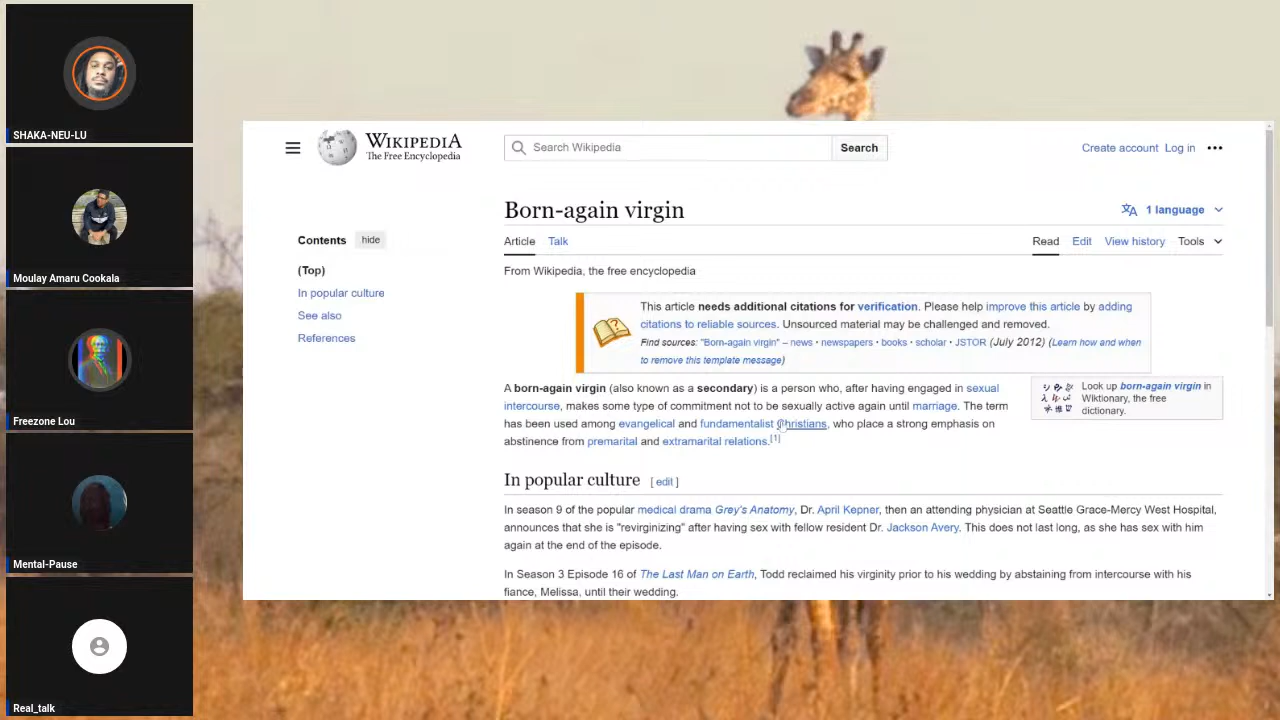 SHAKA-NEU-LU
Moulay Amaru Cookala
Freezone Lou
Mental-Pause
Real_talk
WIKIPEDIA
The Free Encyclopedia
Search Wikipedia
Search
Create account Log in
Born-again virgin
1 language
Contents hide
(Top)
In popular culture
See also
References
Article Talk
Read Edit View history Tools
From Wikipedia, the free encyclopedia
This article needs additional citations for verification. Please help improve this article by adding
citations to reliable sources. Unsourced material may be challenged and removed.
Find sources: "Born-again virgin" – news · newspapers · books · scholar · JSTOR (July 2012) (Learn how and when
to remove this template message)
A born-again virgin (also known as a secondary) is a person who, after having engaged in sexual
intercourse, makes some type of commitment not to be sexually active again until marriage. The term
has been used among evangelical and fundamentalist Christians, who place a strong emphasis on
abstinence from premarital and extramarital relations.[1]
Look up born-again virgin in
Wiktionary, the free
dictionary.
In popular culture [ edit ]
In season 9 of the popular medical drama Grey's Anatomy, Dr. April Kepner, then an attending physician at Seattle Grace-Mercy West Hospital,
announces that she is "revirginizing" after having sex with fellow resident Dr. Jackson Avery. This does not last long, as she has sex with him
again at the end of the episode.
In Season 3 Episode 16 of The Last Man on Earth, Todd reclaimed his virginity prior to his wedding by abstaining from intercourse with his
fiance, Melissa, until their wedding.